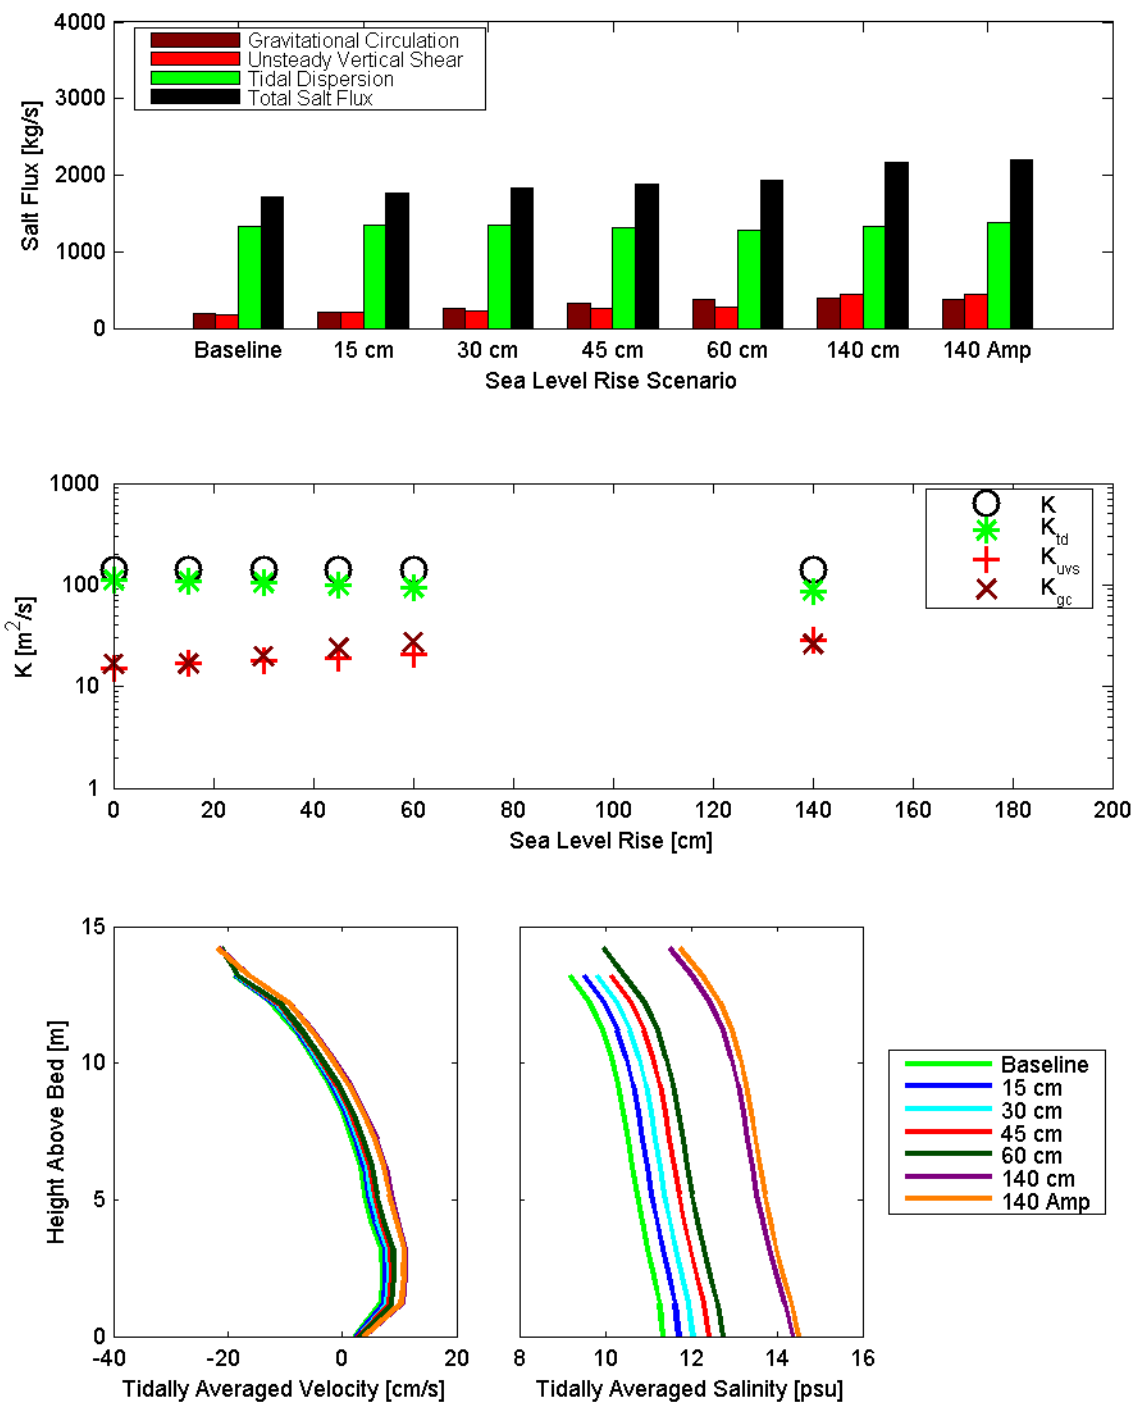 4000
3000
2000
1000
0
Salt Flux [kg/s]
Gravitational Circulation
Unsteady Vertical Shear
Tidal Dispersion
Total Salt Flux
Baseline 15 cm 30 cm 45 cm 60 cm 140 cm 140 Amp
Sea Level Rise Scenario
1000
100
10
1
K [m2/s]
K
Ktd
Kuvs
Kgc
0 20 40 60 80 100 120 140 160 180 200
Sea Level Rise [cm]
15
10
5
0
Height Above Bed [m]
-40 -20 0 20
Tidally Averaged Velocity [cm/s]
8 10 12 14 16
Tidally Averaged Salinity [psu]
Baseline
15 cm
30 cm
45 cm
60 cm
140 cm
140 Amp